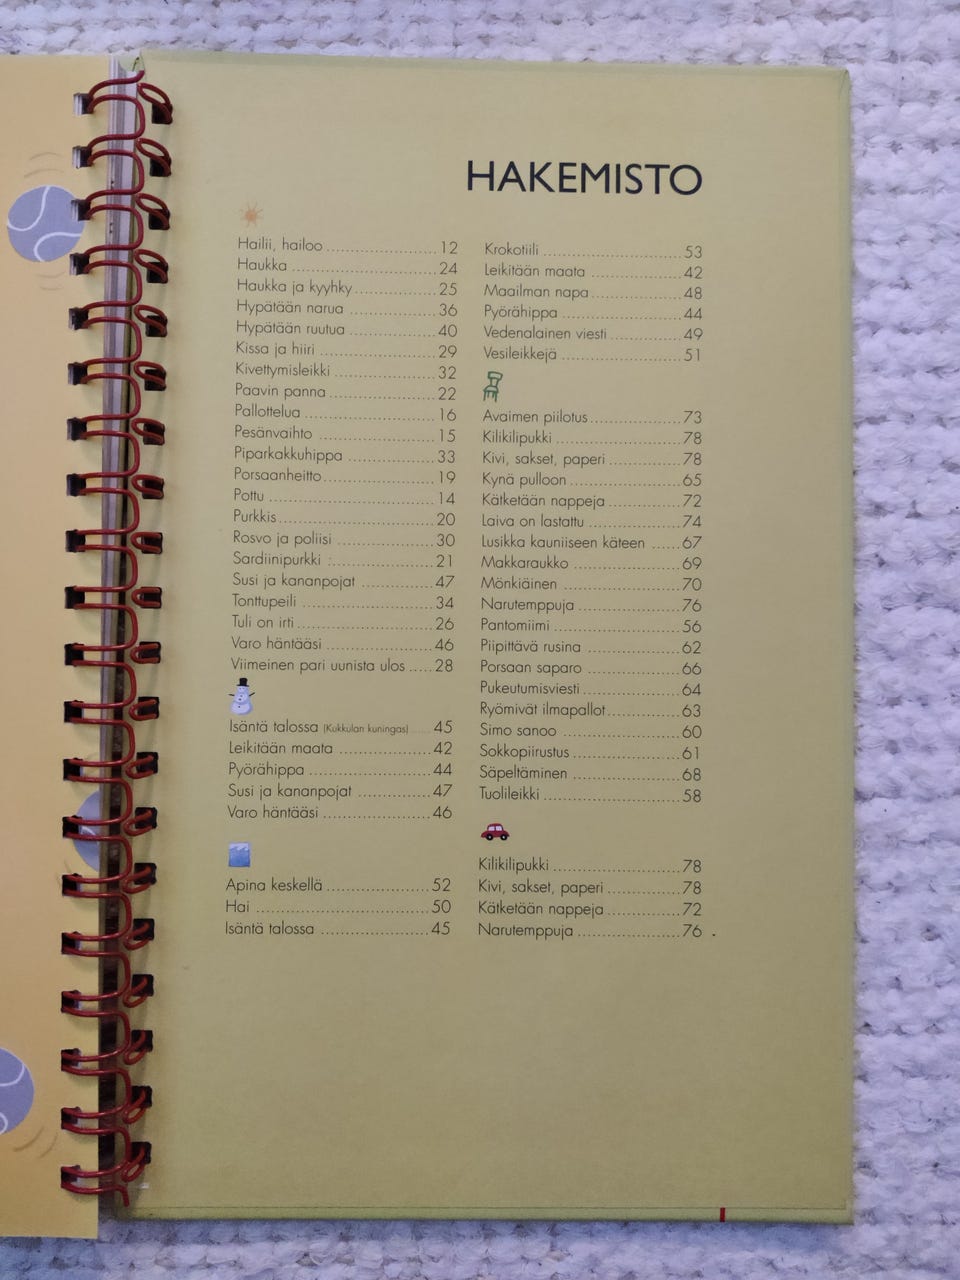 HAKEMISTO
Hailii, hailoo 12
Haukka 24
Haukka ja kyyhky 25
Hypätään narua 36
Hypätään ruutua 40
Kissa ja hiiri 29
Kivettymisleikki 32
Paavin panna 22
Pallottelua 16
Pesänvaihto 15
Piparkakkuhippa 33
Porsaanheitto 19
Pottu 14
Purkkis 20
Rosvo ja poliisi 30
Sardiinipurkki 21
Susi ja kananpojat 47
Tonttupeili 34
Tuli on irti 26
Varo häntääsi 46
Viimeinen pari uunista ulos 28
Isäntä talossa (Kukkulan kuningas) 45
Leikitään maata 42
Pyörähippa 44
Susi ja kananpojat 47
Varo häntääsi 46
Apina keskellä 52
Hai 50
Isäntä talossa 45
Krokotiili 53
Leikitään maata 42
Maailman napa 48
Pyörähippa 44
Vedenalainen viesti 49
Vesileikkejä 51
Avaimen piilotus 73
Kilikilipukki 78
Kivi, sakset, paperi 78
Kynä pulloon 65
Kätketään nappeja 72
Laiva on lastattu 74
Lusikka kauniiseen käteen 67
Makkaraukko 69
Mönkiäinen 70
Narutemppuja 76
Pantomiimi 56
Piipittävä rusina 62
Porsaan saparo 66
Pukeutumisviesti 64
Ryömivät ilmapallot 63
Simo sanoo 60
Sokkopiirustus 61
Säpeltäminen 68
Tuolileikki 58
Kilikilipukki 78
Kivi, sakset, paperi 78
Kätketään nappeja 72
Narutemppuja 76